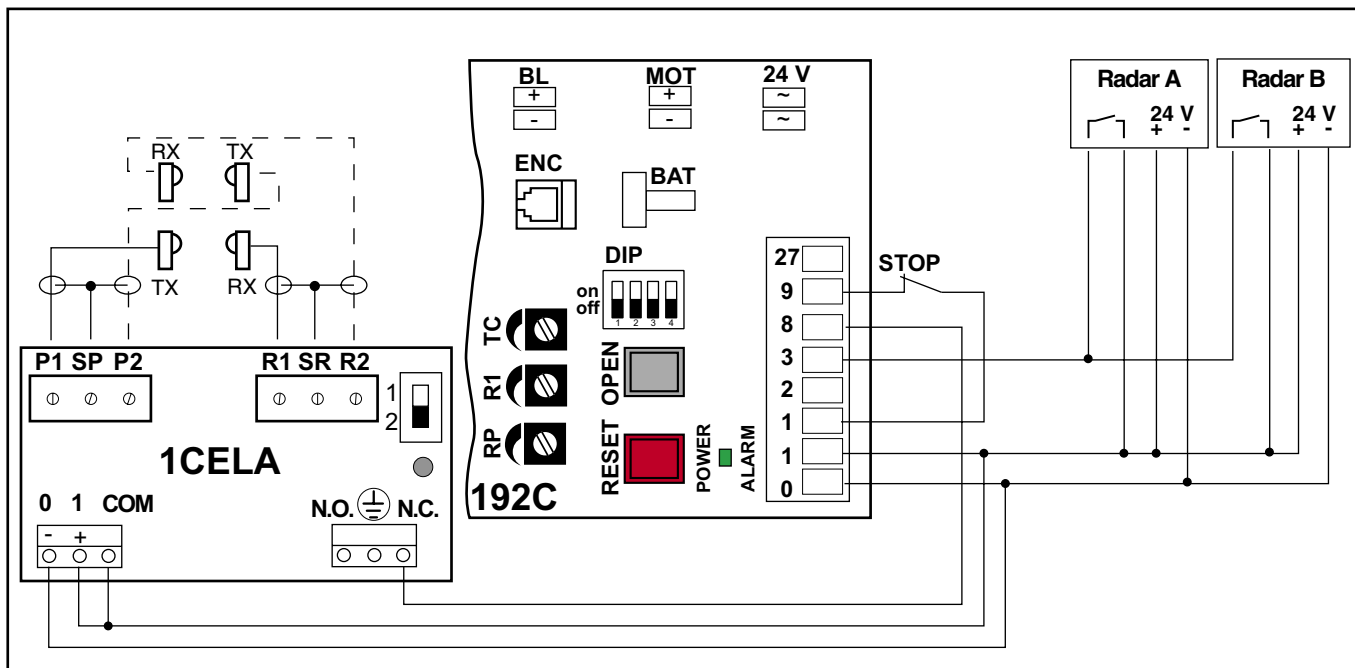 BL
+
-
MOT
+
-
24 V
~
~
Radar A
24 V
+ -
Radar B
24 V
+ -
RX TX
TX RX
ENC
BAT
DIP
on
off
1 2 3 4
27
9
8
3
2
1
1
0
STOP
TC
R1
RP
OPEN
RESET
POWER
ALARM
192C
P1 SP P2
R1 SR R2
1
2
1CELA
0 1 COM
- +
N.O. N.C.